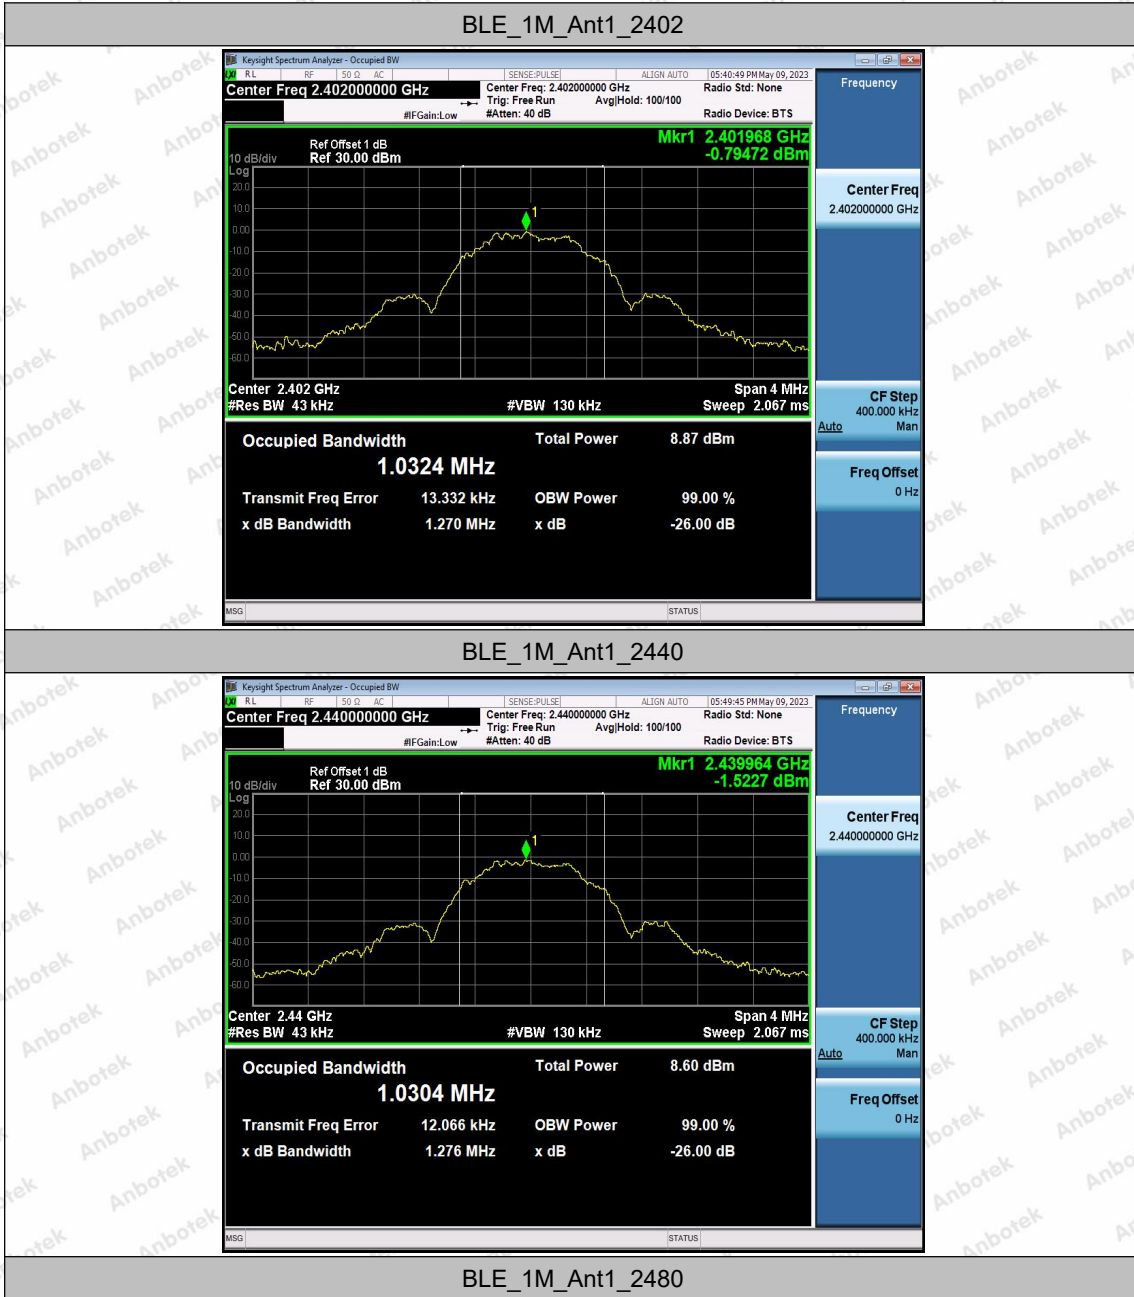 BLE_1M_Ant1_2402
Keysight Spectrum Analyzer - Occupied BW
LXI RL RF 50 Ω AC SENSE:PULSE ALIGN AUTO 05:40:49 PM May 09, 2023
Center Freq 2.402000000 GHz
Center Freq: 2.402000000 GHz Radio Std: None
Trig: Free Run Avg|Hold: 100/100
#IFGain:Low #Atten: 40 dB Radio Device: BTS
Frequency
Mkr1 2.401968 GHz
-0.79472 dBm
Ref Offset 1 dB
10 dB/div Ref 30.00 dBm
Log
20.0
10.0
0.00
-10.0
-20.0
-30.0
-40.0
-50.0
-60.0
Center 2.402 GHz Span 4 MHz
#Res BW 43 kHz #VBW 130 kHz Sweep 2.067 ms
Center Freq
2.402000000 GHz
CF Step
400.000 kHz
Auto Man
Freq Offset
0 Hz
Occupied Bandwidth Total Power 8.87 dBm
1.0324 MHz
Transmit Freq Error 13.332 kHz OBW Power 99.00 %
x dB Bandwidth 1.270 MHz x dB -26.00 dB
MSG STATUS
BLE_1M_Ant1_2440
Keysight Spectrum Analyzer - Occupied BW
LXI RL RF 50 Ω AC SENSE:PULSE ALIGN AUTO 05:49:45 PM May 09, 2023
Center Freq 2.440000000 GHz
Center Freq: 2.440000000 GHz Radio Std: None
Trig: Free Run Avg|Hold: 100/100
#IFGain:Low #Atten: 40 dB Radio Device: BTS
Frequency
Mkr1 2.439964 GHz
-1.5227 dBm
Ref Offset 1 dB
10 dB/div Ref 30.00 dBm
Log
20.0
10.0
0.00
-10.0
-20.0
-30.0
-40.0
-50.0
-60.0
Center 2.44 GHz Span 4 MHz
#Res BW 43 kHz #VBW 130 kHz Sweep 2.067 ms
Center Freq
2.440000000 GHz
CF Step
400.000 kHz
Auto Man
Freq Offset
0 Hz
Occupied Bandwidth Total Power 8.60 dBm
1.0304 MHz
Transmit Freq Error 12.066 kHz OBW Power 99.00 %
x dB Bandwidth 1.276 MHz x dB -26.00 dB
MSG STATUS
BLE_1M_Ant1_2480